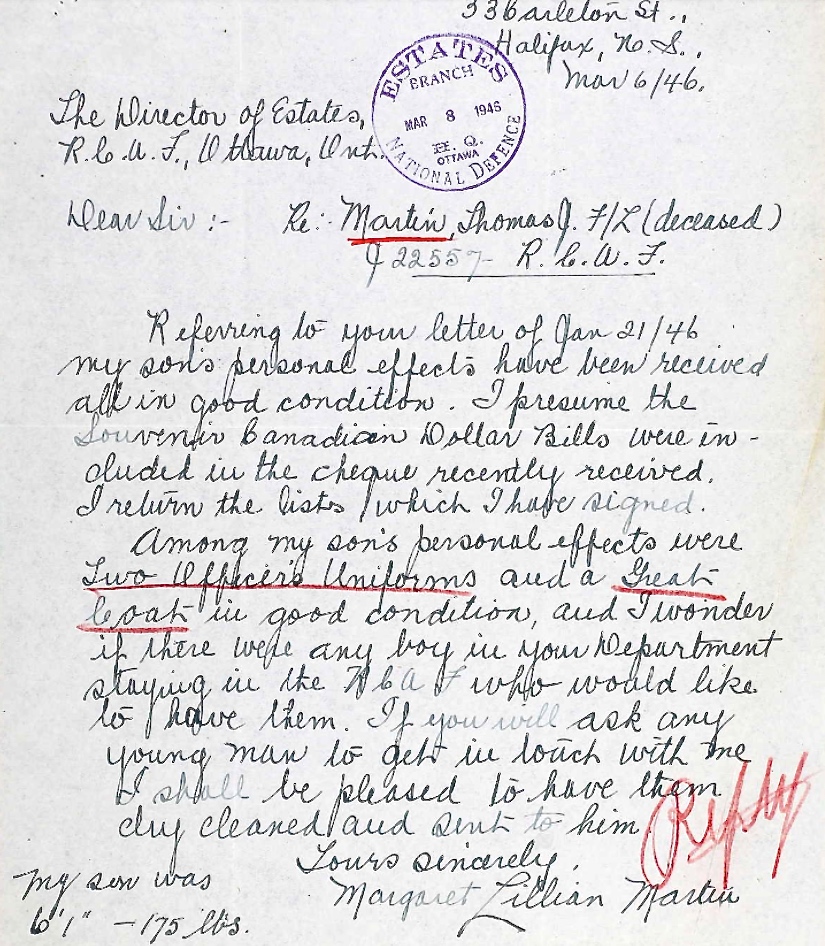 33 Carleton St.,
Halifax, N.S.,
Mar 6/46.
ESTATES
BRANCH
MAR 8 1946
H.Q.
OTTAWA
NATIONAL DEFENCE
The Director of Estates,
R.C.A.F., Ottawa, Ont.
Dear Sir :- Re:- Martin, Thomas J. F/L (deceased)
J 22557 R.C.A.F.
Referring to your letter of Jan 21/46
my son's personal effects have been received
all in good condition. I presume the
Souvenir Canadian Dollar Bills were in-
cluded in the cheque recently received.
I return the lists which I have signed.
Among my son's personal effects were
Two Officer's Uniforms and a Great
Coat in good condition, and I wonder
if there were any boy in your Department
staying in the RCAF who would like
to have them. If you will ask any
young man to get in touch with me
I shall be pleased to have them
dry cleaned and sent to him.
Reply
Yours sincerely,
Margaret Lillian Martin
My son was
6'1" - 175 lbs.